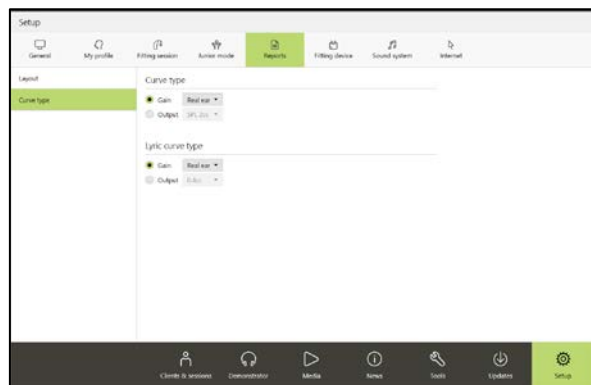 Setup
General My profile Fitting session Junior mode Reports Fitting device Sound system Internet
Layout
Curve type
Curve type
Gain Real ear
Output SPL 2cc
Lyric curve type
Gain Real ear
Output
Clients & sessions Demonstrator Media News Tools Updates Setup